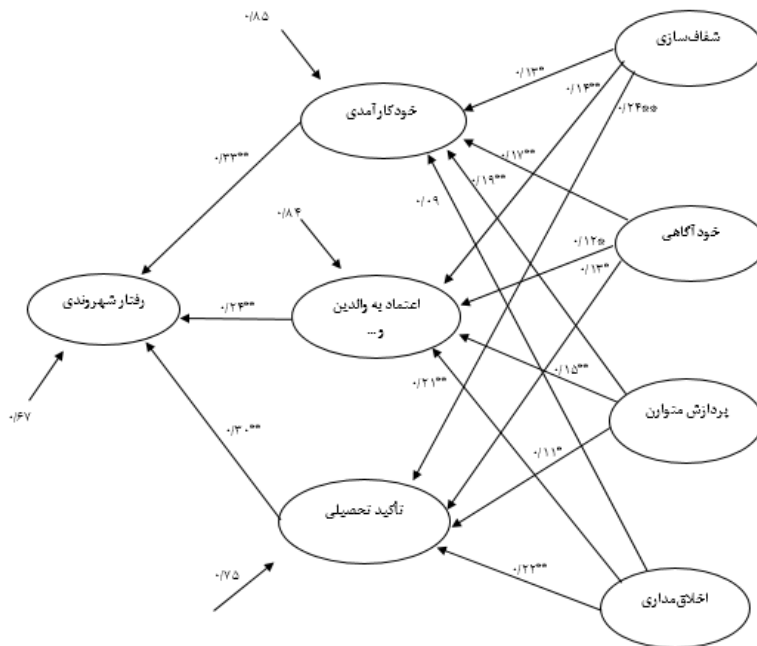 ۰/۸۵
شفاف‌سازی
۰/۱۳*
۰/۱۴**
۰/۲۴**
خودکارآمدی
۰/۳۳**
۰/۱۷**
۰/۱۹**
۰/۰۹
۰/۸۴
خودآگاهی
۰/۱۲*
۰/۱۳*
رفتار شهروندی
۰/۲۴**
اعتماد به والدین
و...
۰/۶۷
۰/۱۵**
۰/۲۱**
پردازش متوازن
۰/۳۰**
۰/۱۱*
تأکید تحصیلی
۰/۷۵
۰/۲۲**
اخلاق‌مداری